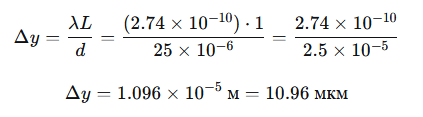 Δy = λL/d = (2.74 × 10⁻¹⁰) · 1 / 25 × 10⁻⁶ = 2.74 × 10⁻¹⁰ / 2.5 × 10⁻⁵
Δy = 1.096 × 10⁻⁵ м = 10.96 мкм